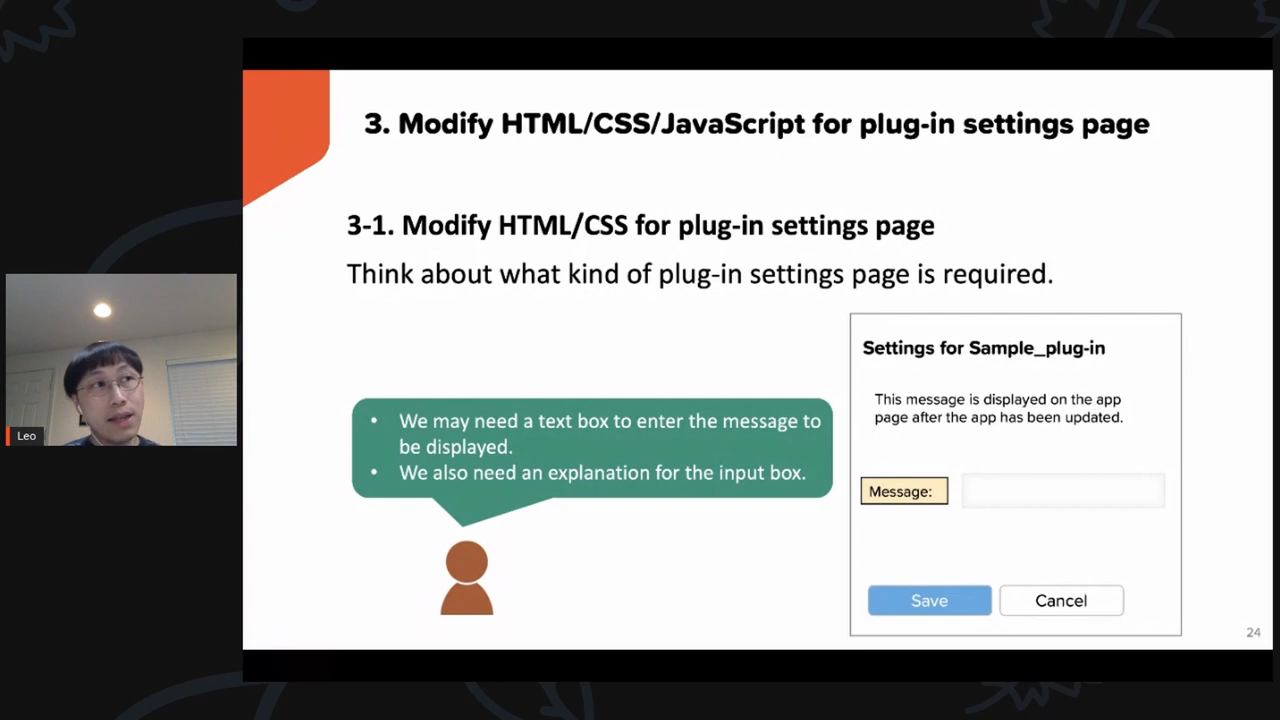 3. Modify HTML/CSS/JavaScript for plug-in settings page
3-1. Modify HTML/CSS for plug-in settings page
Think about what kind of plug-in settings page is required.
• We may need a text box to enter the message to
be displayed.
• We also need an explanation for the input box.
Settings for Sample_plug-in
This message is displayed on the app
page after the app has been updated.
Message:
Save
Cancel
24
Leo